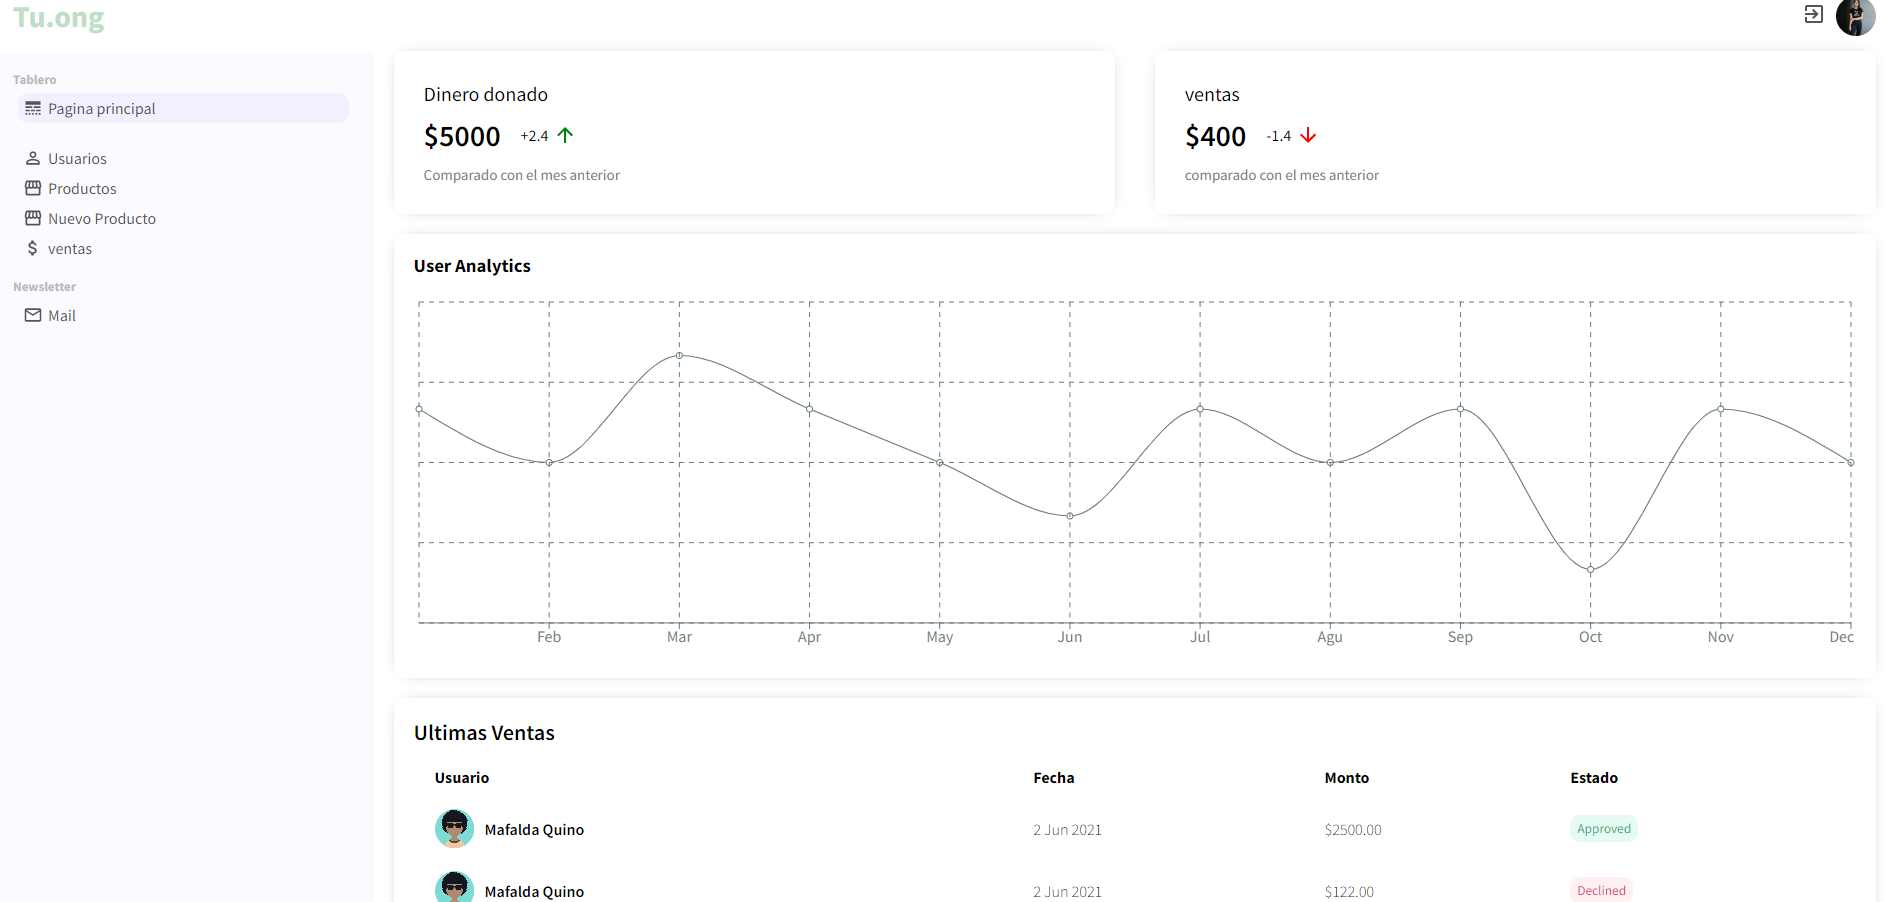 Tu.ong
Tablero
Pagina principal
Usuarios
Productos
Nuevo Producto
ventas
Newsletter
Mail
Dinero donado
$5000 +2.4
Comparado con el mes anterior
ventas
$400 -1.4
comparado con el mes anterior
User Analytics
Feb Mar Apr May Jun Jul Agu Sep Oct Nov Dec
Ultimas Ventas
Usuario Fecha Monto Estado
Mafalda Quino 2 Jun 2021 $2500.00 Approved
Mafalda Quino 2 Jun 2021 $122.00 Declined